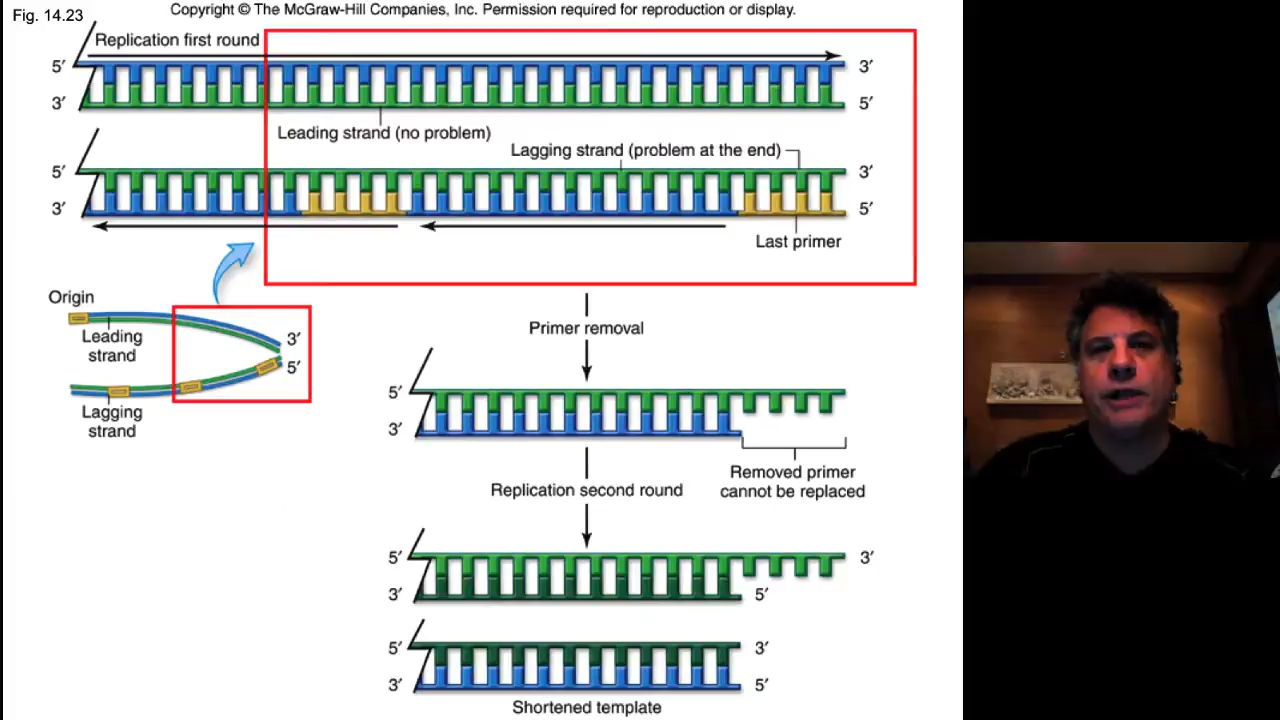 Fig. 14.23
Copyright © The McGraw-Hill Companies, Inc. Permission required for reproduction or display.
Replication first round
5′ 3′
3′ 5′
Leading strand (no problem)
Lagging strand (problem at the end)
5′ 3′
3′ 5′
Last primer
Origin
Leading
strand
3′
5′
Lagging
strand
Primer removal
5′
3′
Removed primer
cannot be replaced
Replication second round
5′ 3′
3′ 5′
5′ 3′
3′ 5′
Shortened template